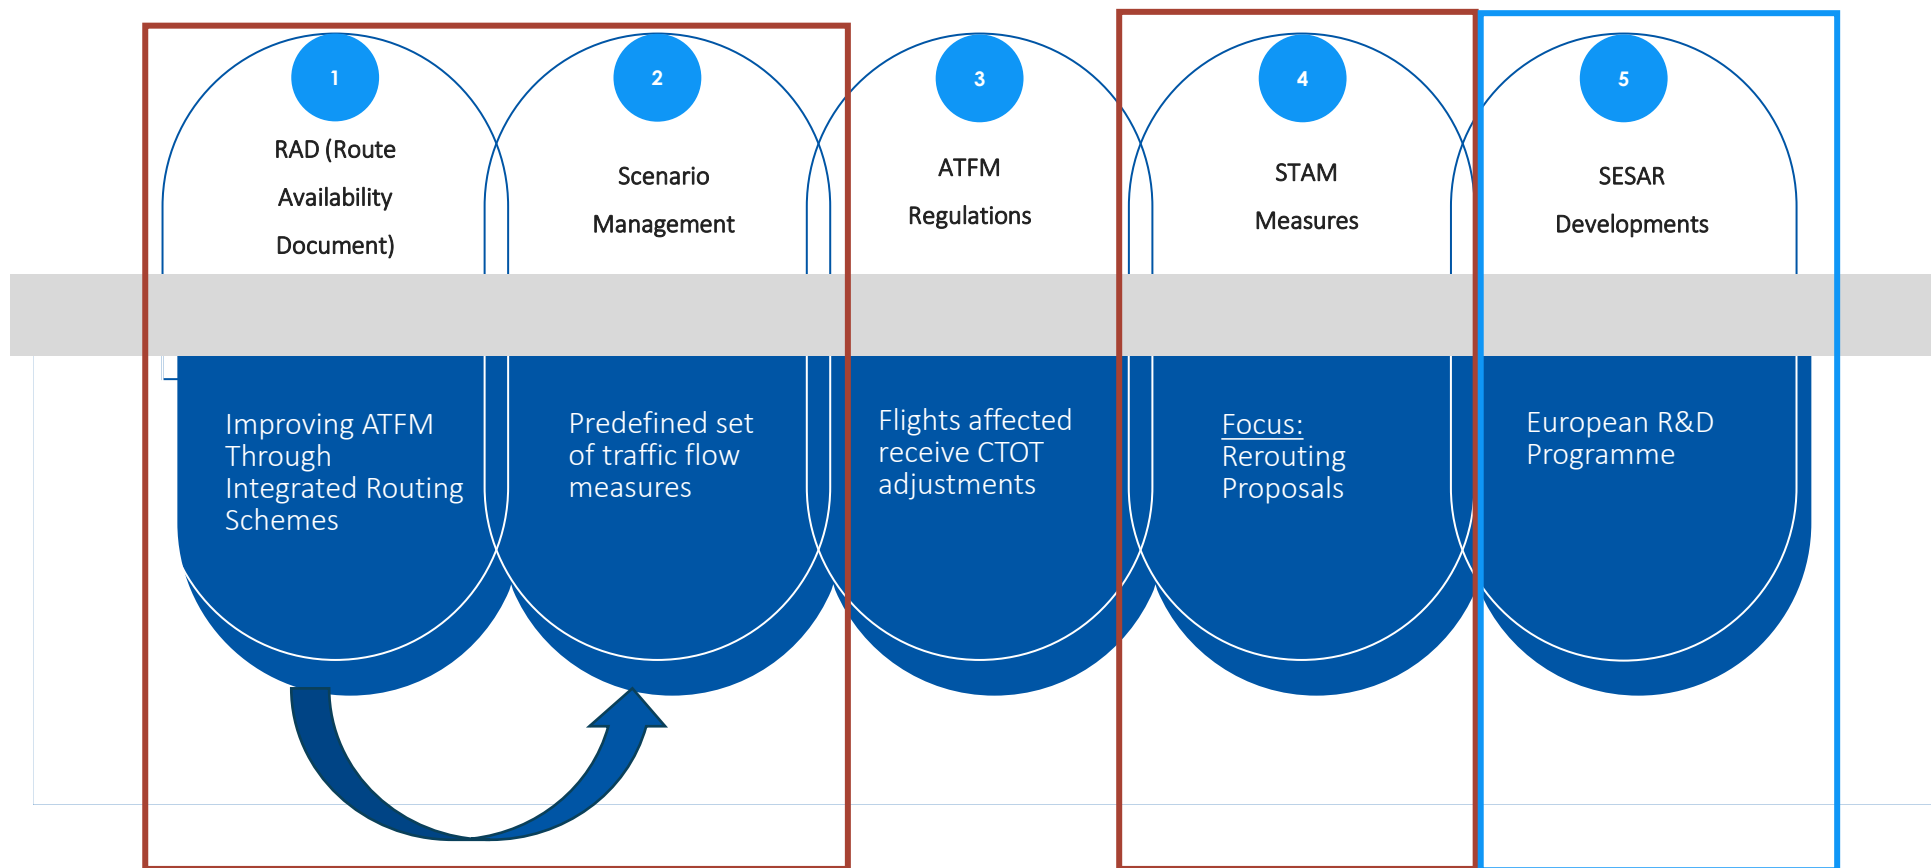 1
RAD (Route
Availability
Document)
2
Scenario
Management
3
ATFM
Regulations
4
STAM
Measures
5
SESAR
Developments
Improving ATFM
Through
Integrated Routing
Schemes
Predefined set
of traffic flow
measures
Flights affected
receive CTOT
adjustments
Focus:
Rerouting
Proposals
European R&D
Programme